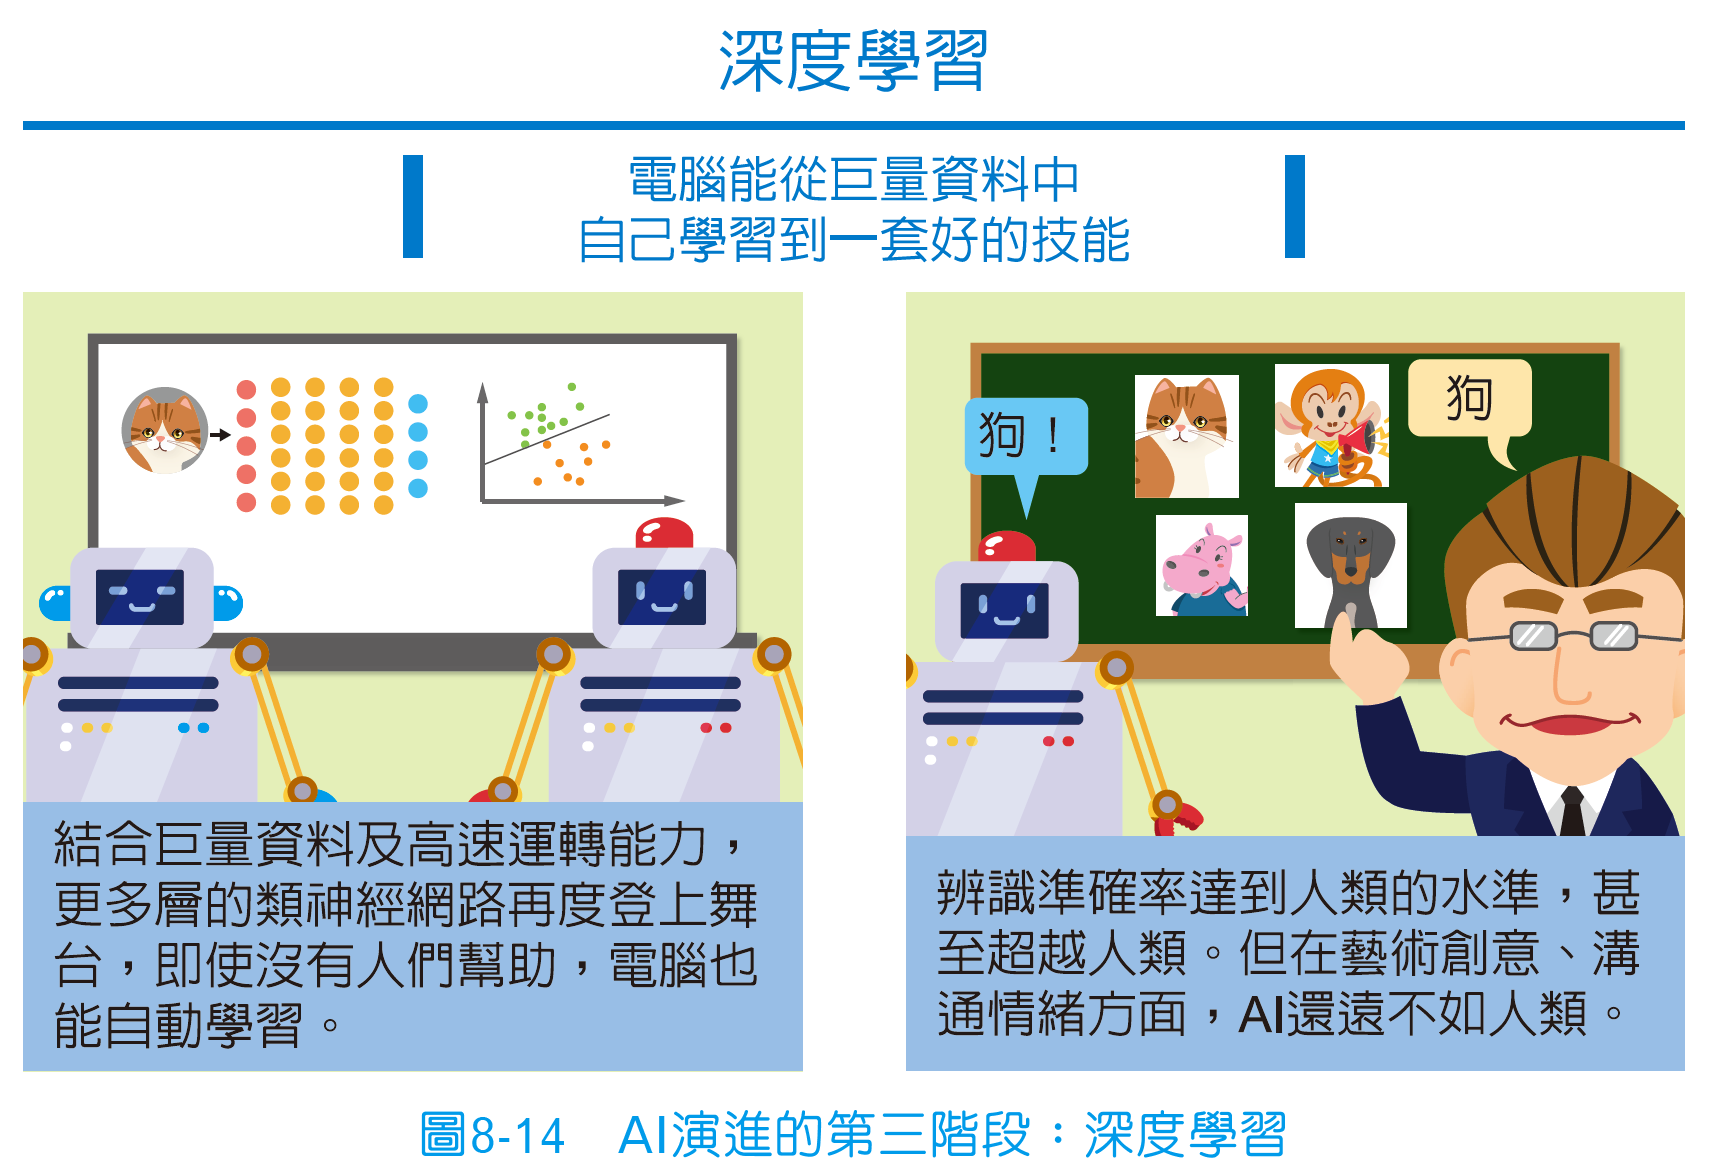 深度學習
電腦能從巨量資料中
自己學習到一套好的技能
狗！
狗
結合巨量資料及高速運轉能力，
更多層的類神經網路再度登上舞
台，即使沒有人們幫助，電腦也
能自動學習。
辨識準確率達到人類的水準，甚
至超越人類。但在藝術創意、溝
通情緒方面，AI還遠不如人類。
圖8-14　AI演進的第三階段：深度學習